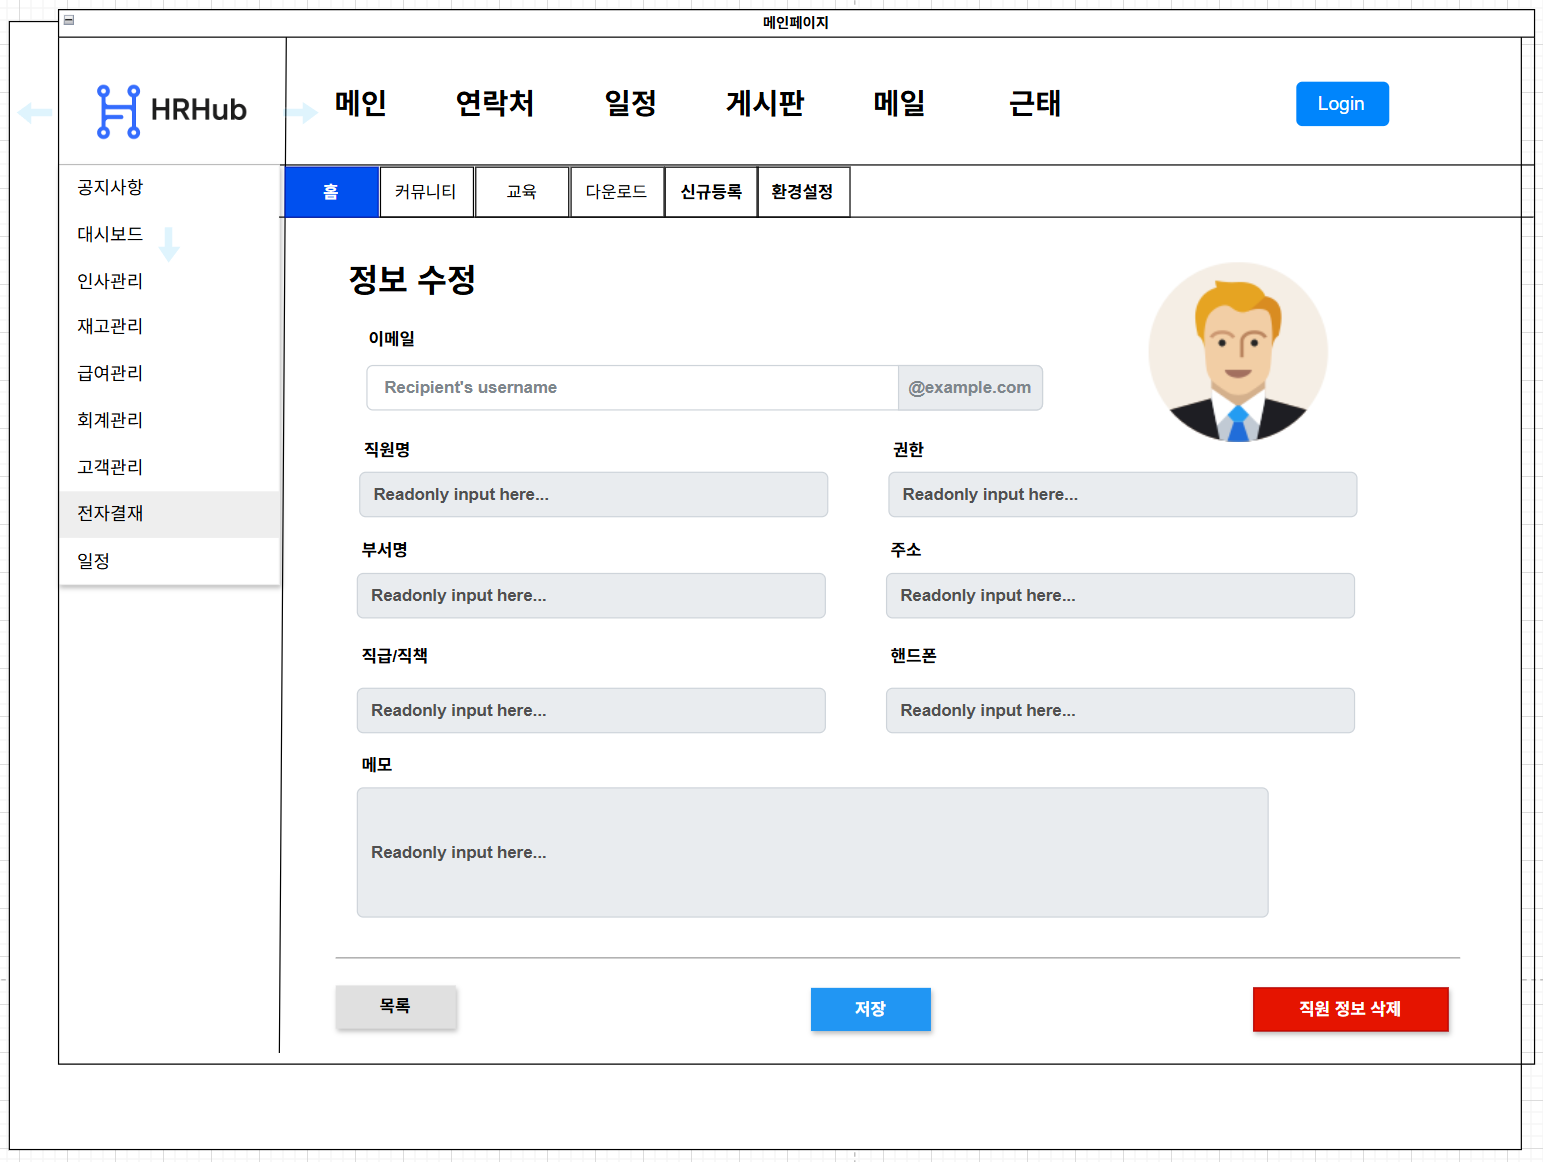 메인페이지
HRHub
메인 연락처 일정 게시판 메일 근태
Login
홈 커뮤니티 교육 다운로드 신규등록 환경설정
공지사항
대시보드
인사관리
재고관리
급여관리
회계관리
고객관리
전자결재
일정
정보 수정
이메일
Recipient's username @example.com
직원명 권한
Readonly input here... Readonly input here...
부서명 주소
Readonly input here... Readonly input here...
직급/직책 핸드폰
Readonly input here... Readonly input here...
메모
Readonly input here...
목록 저장 직원 정보 삭제